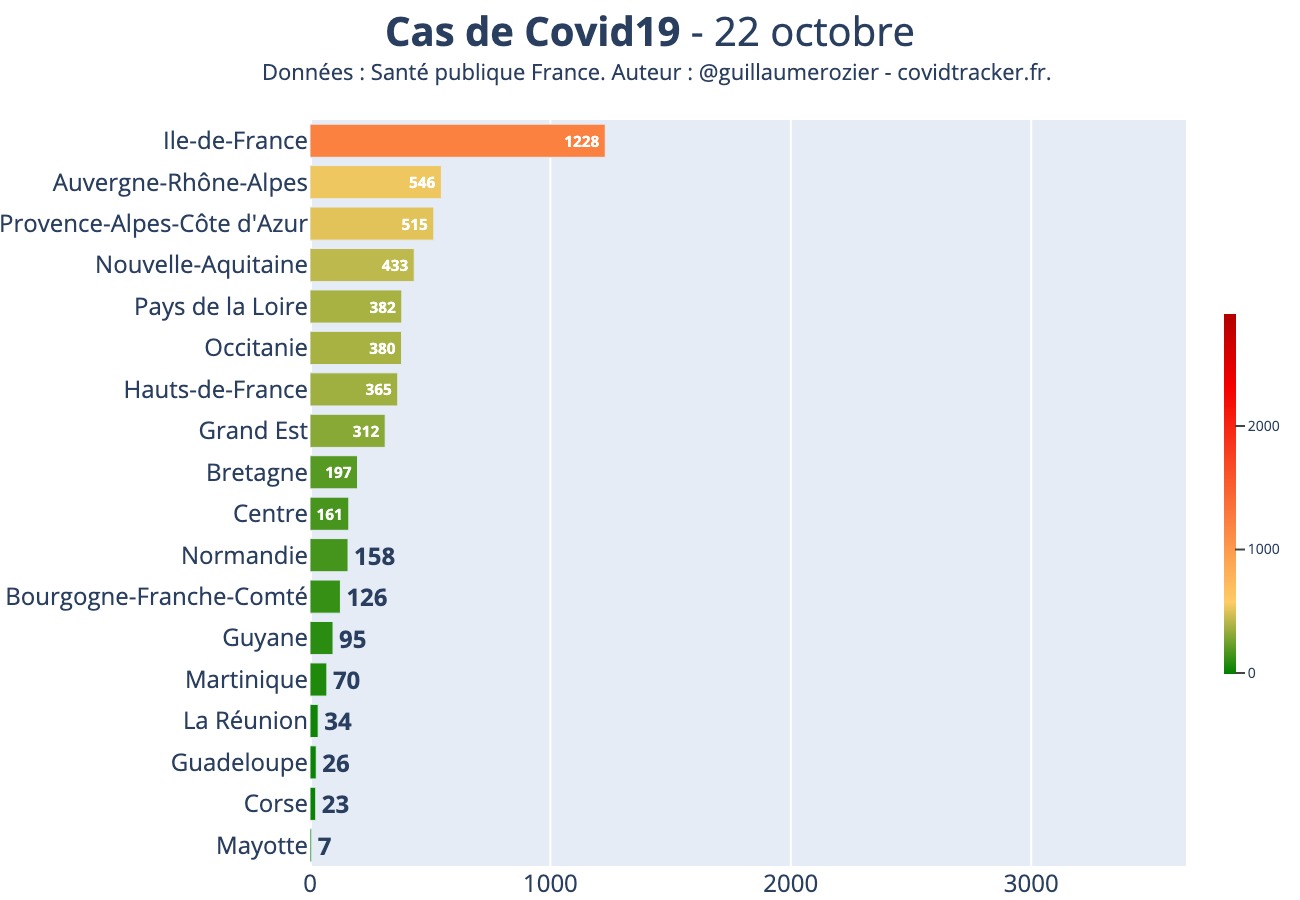 Cas de Covid19 - 22 octobre
Données : Santé publique France. Auteur : @guillaumerozier - covidtracker.fr.
Ile-de-France 1228
Auvergne-Rhône-Alpes 546
Provence-Alpes-Côte d'Azur 515
Nouvelle-Aquitaine 433
Pays de la Loire 382
Occitanie 380
Hauts-de-France 365
Grand Est 312
Bretagne 197
Centre 161
Normandie 158
Bourgogne-Franche-Comté 126
Guyane 95
Martinique 70
La Réunion 34
Guadeloupe 26
Corse 23
Mayotte 7
0 1000 2000 3000
2000
1000
0